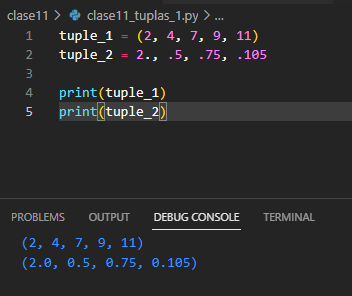 clase11 > clase11_tuplas_1.py > ...
1 tuple_1 = (2, 4, 7, 9, 11)
2 tuple_2 = 2., .5, .75, .105
3
4 print(tuple_1)
5 print(tuple_2)
PROBLEMS OUTPUT DEBUG CONSOLE TERMINAL
(2, 4, 7, 9, 11)
(2.0, 0.5, 0.75, 0.105)